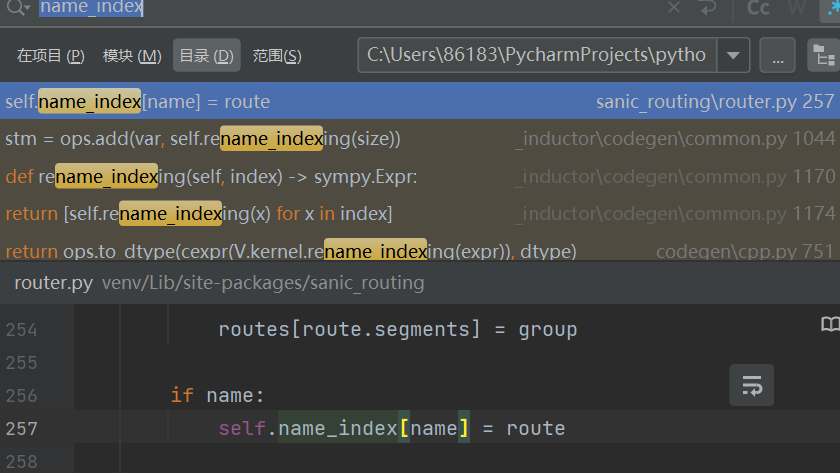 name_index
Cc W .*
在项目 (P) 模块 (M) 目录 (D) 范围(S) C:\Users\86183\PycharmProjects\pytho ...
self.name_index[name] = route sanic_routing\router.py 257
stm = ops.add(var, self.rename_indexing(size)) _inductor\codegen\common.py 1044
def rename_indexing(self, index) -> sympy.Expr: _inductor\codegen\common.py 1170
return [self.rename_indexing(x) for x in index] _inductor\codegen\common.py 1174
return ops.to_dtype(cexpr(V.kernel.rename_indexing(expr)), dtype) codegen\cpp.py 751
router.py venv/Lib/site-packages/sanic_routing
254 routes[route.segments] = group
255
256 if name:
257 self.name_index[name] = route
258